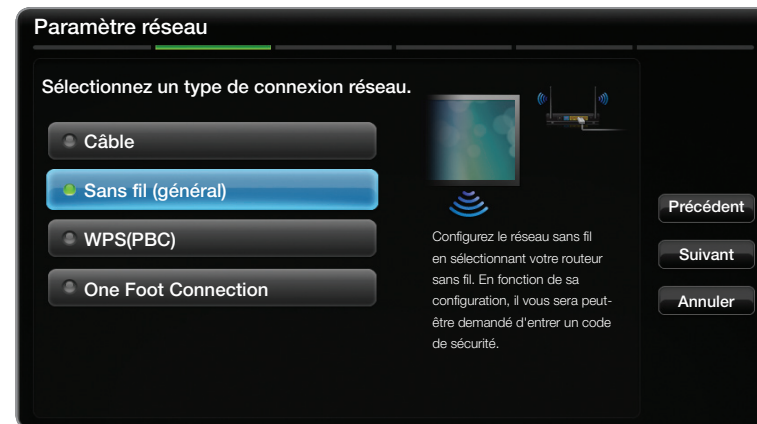 Paramètre réseau
Sélectionnez un type de connexion réseau.
Câble
Sans fil (général)
WPS(PBC)
One Foot Connection
Configurez le réseau sans fil
en sélectionnant votre routeur
sans fil. En fonction de sa
configuration, il vous sera peut-
être demandé d'entrer un code
de sécurité.
Précédent
Suivant
Annuler